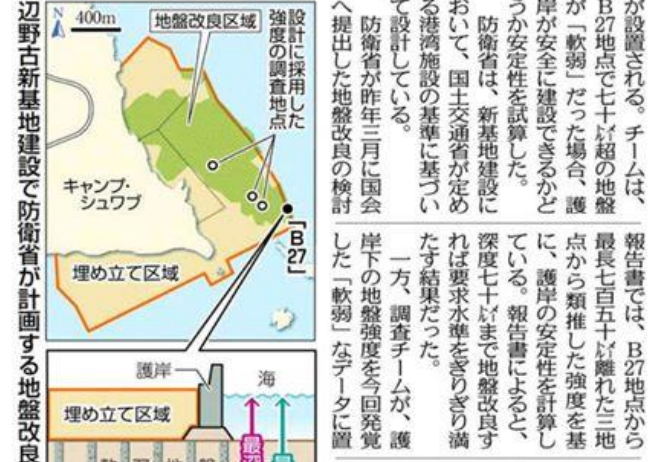 が設置される。チームは、
B27地点で七十㍍超の地盤
が「軟弱」だった場合、護
岸が安全に建設できるかど
うか安定性を試算した。
防衛省は、新基地建設に
おいて、国土交通省が定め
る港湾施設の基準に基づい
て設計している。
防衛省が昨年三月に国会
へ提出した地盤改良の検討
報告書では、B27地点から
最長七百五十㍍離れた三地
点から類推した強度を基
に、護岸の安定性を計算し
ている。報告書によると、
深度七十㍍まで地盤改良す
れば要求水準をぎりぎり満
たす結果だった。
一方、調査チームが、護
岸下の地盤強度を今回発覚
した「軟弱」なデータに置
辺野古新基地建設で防衛省が計画する地盤改良
N
400m
地盤改良区域
設計に採用した
強度の調査地点
キャンプ・
シュワブ
「B27」
埋め立て区域
護岸
海
埋め立て区域
最深